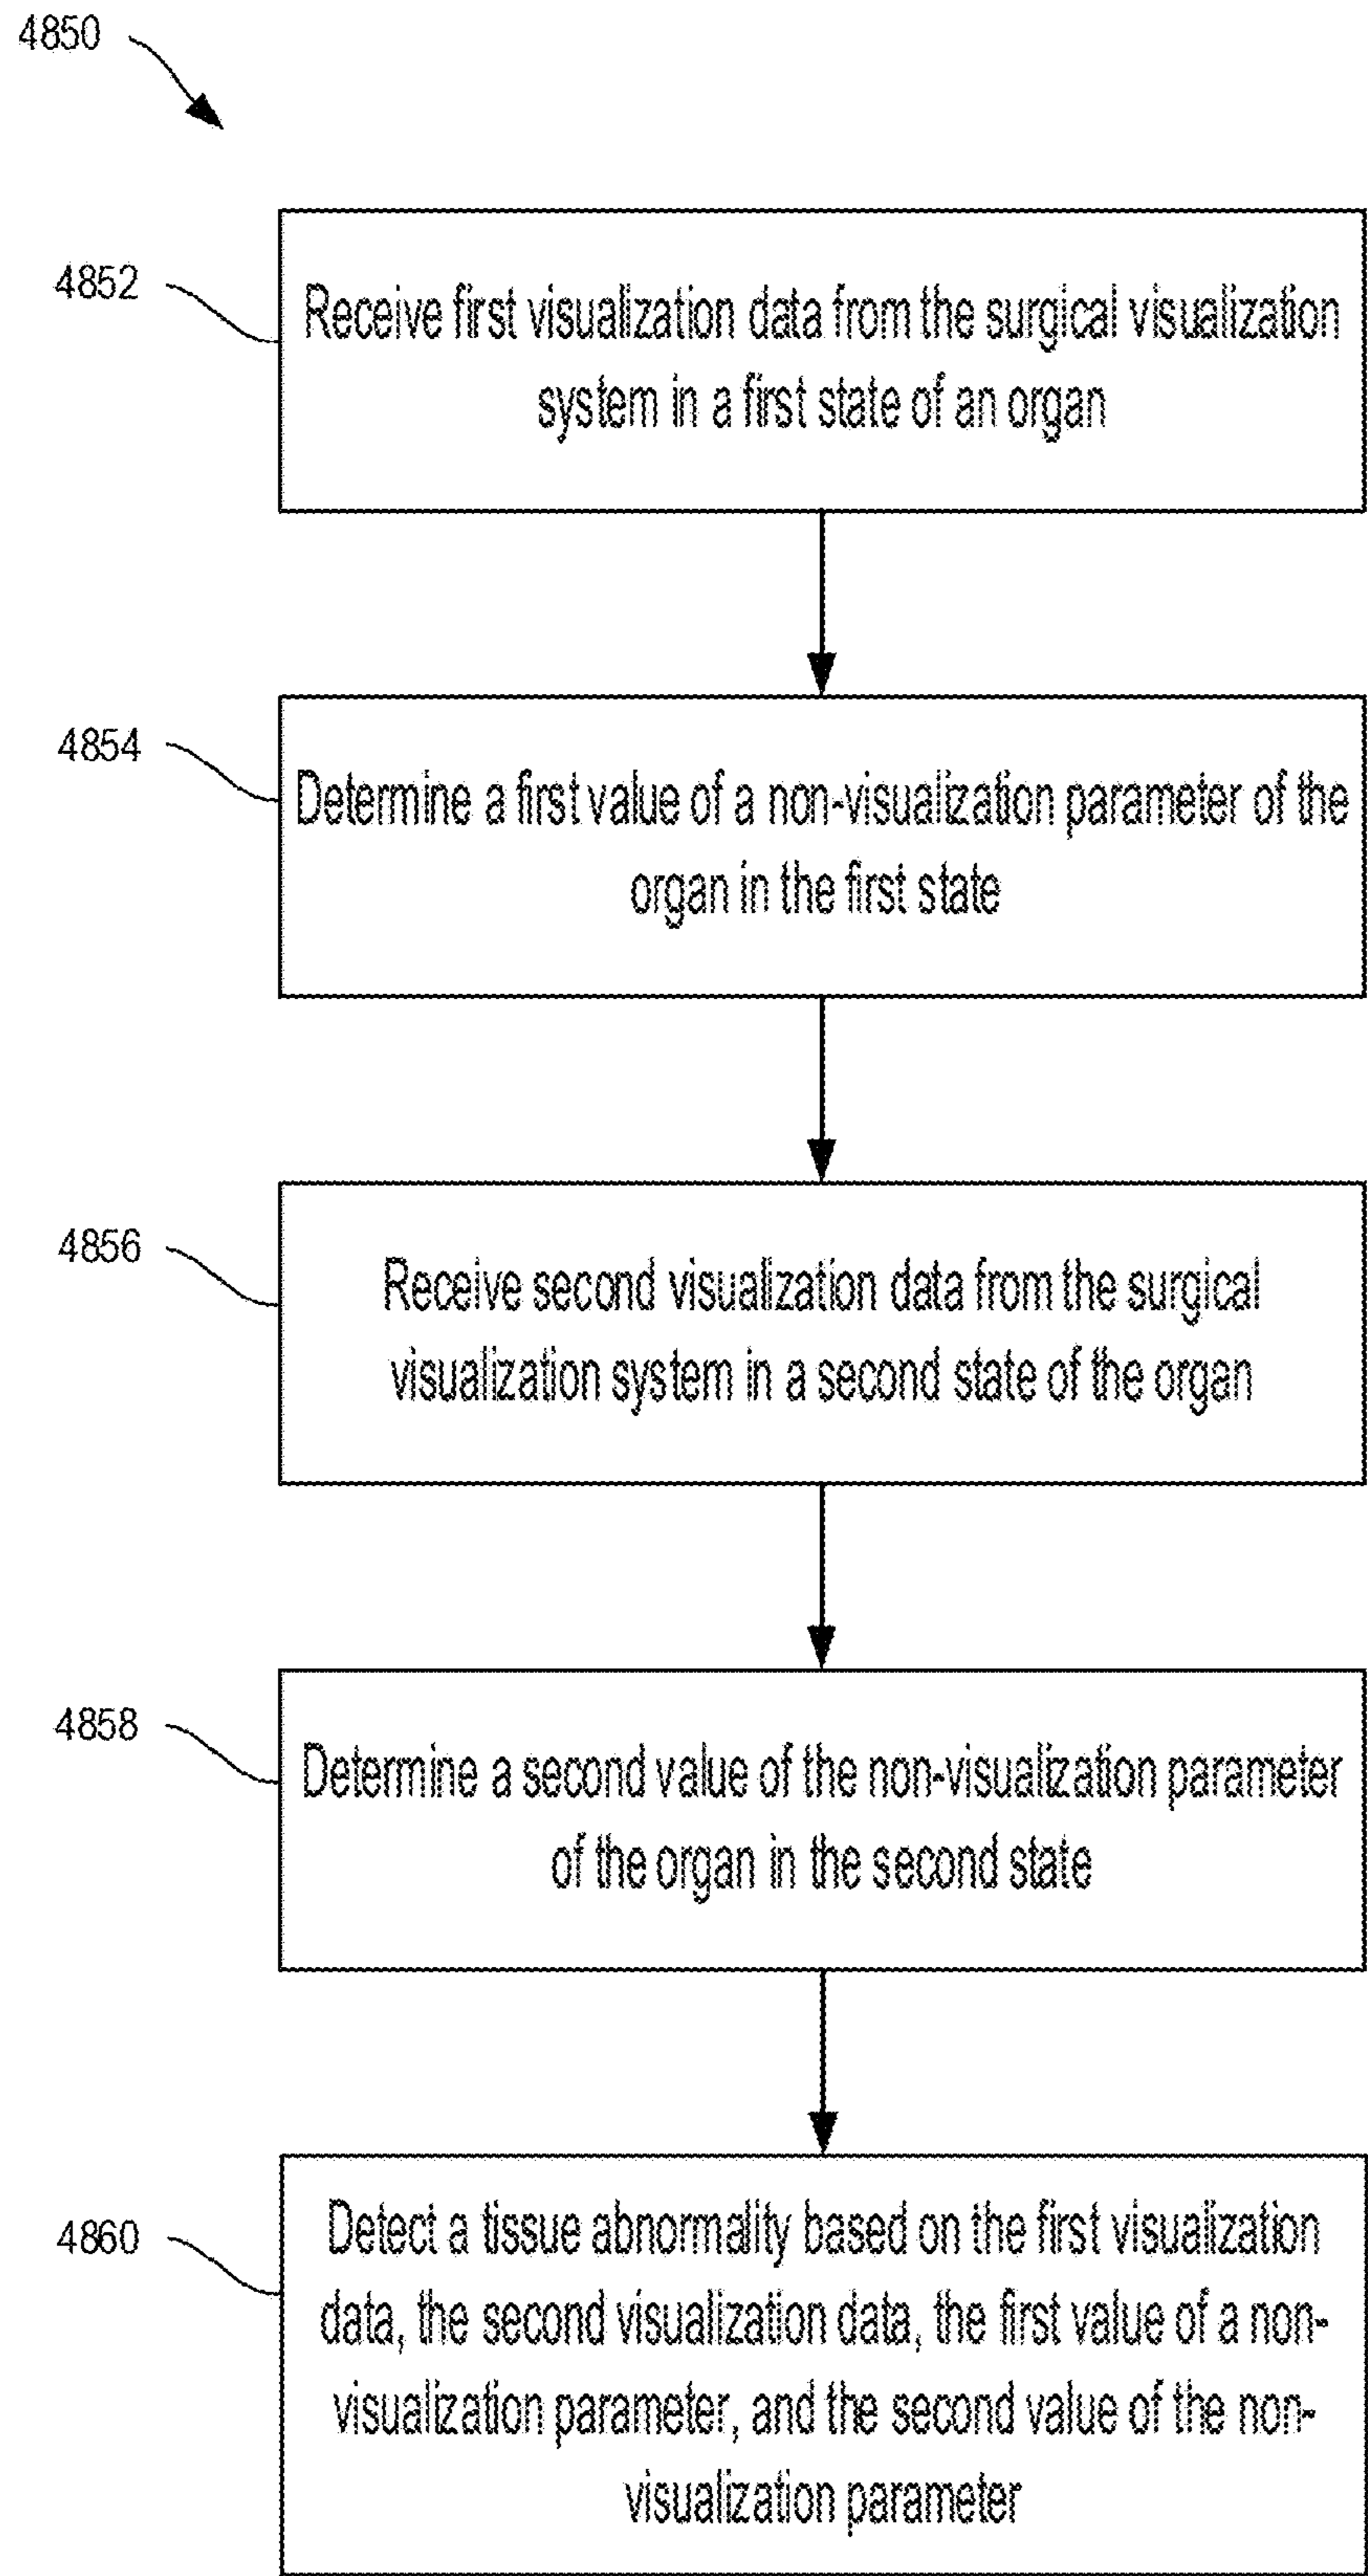 4850
4852
Receive first visualization data from the surgical visualization
system in a first state of an organ
4854
Determine a first value of a non-visualization parameter of the
organ in the first state
4856
Receive second visualization data from the surgical
visualization system in a second state of the organ
4858
Determine a second value of the non-visualization parameter
of the organ in the second state
4860
Detect a tissue abnormality based on the first visualization
data, the second visualization data, the first value of a non-
visualization parameter, and the second value of the non-
visualization parameter